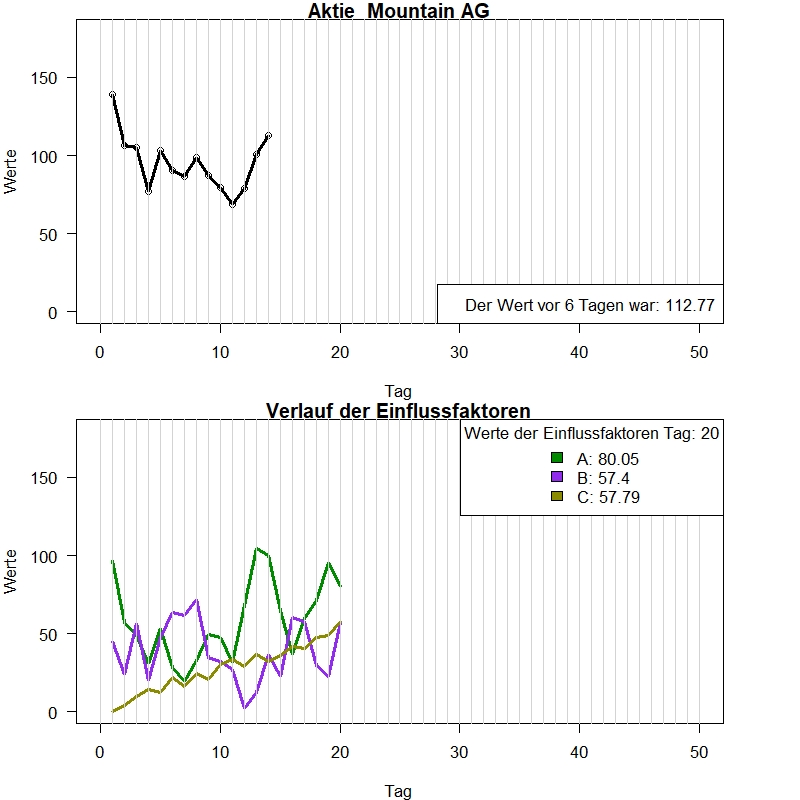 Aktie  Mountain AG
Werte
150
100
50
0
Der Wert vor 6 Tagen war: 112.77
0 10 20 30 40 50
Tag
Verlauf der Einflussfaktoren
Werte
150
100
50
0
Werte der Einflussfaktoren Tag: 20
A: 80.05
B: 57.4
C: 57.79
0 10 20 30 40 50
Tag